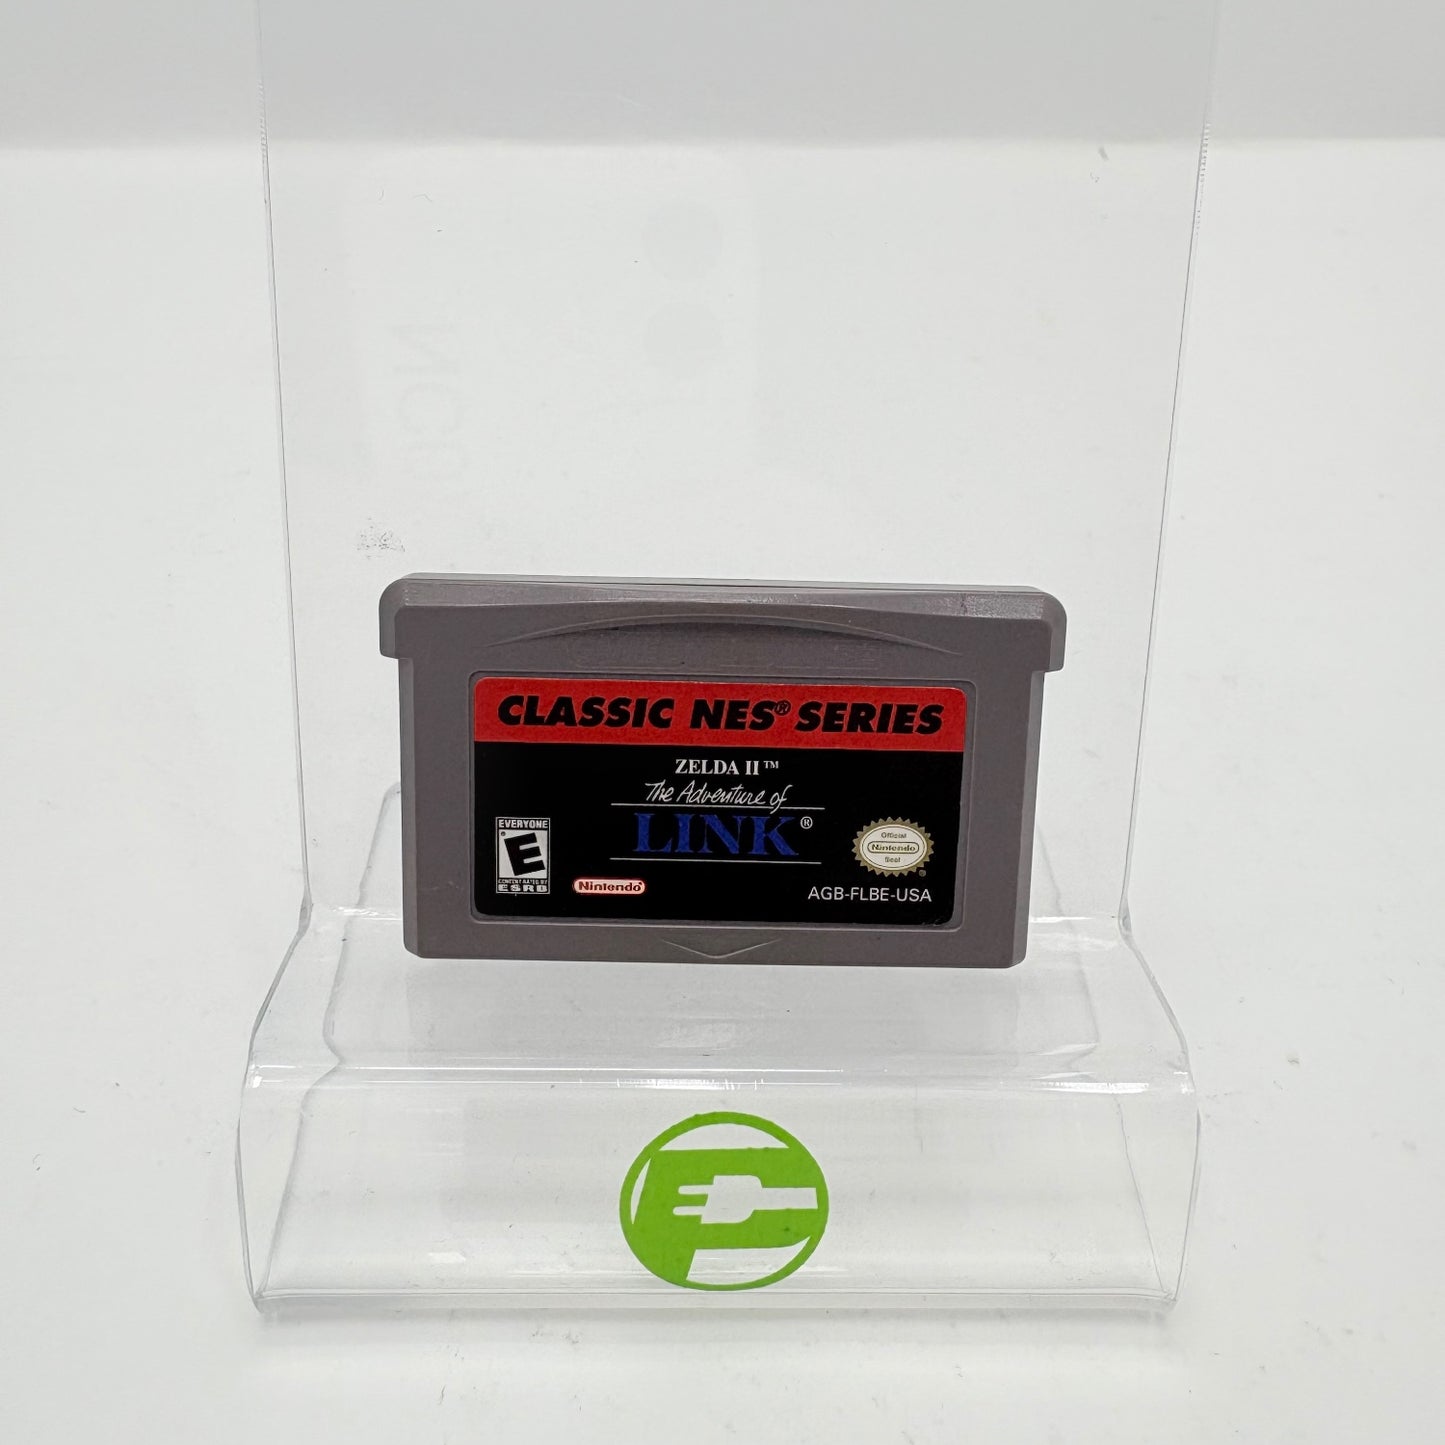 CLASSIC NES® SERIES
ZELDA II™
The Adventure of
LINK®
EVERYONE
E
CONTENT RATED BY
ESRB
Nintendo®
Official
Nintendo
Seal
®
AGB-FLBE-USA